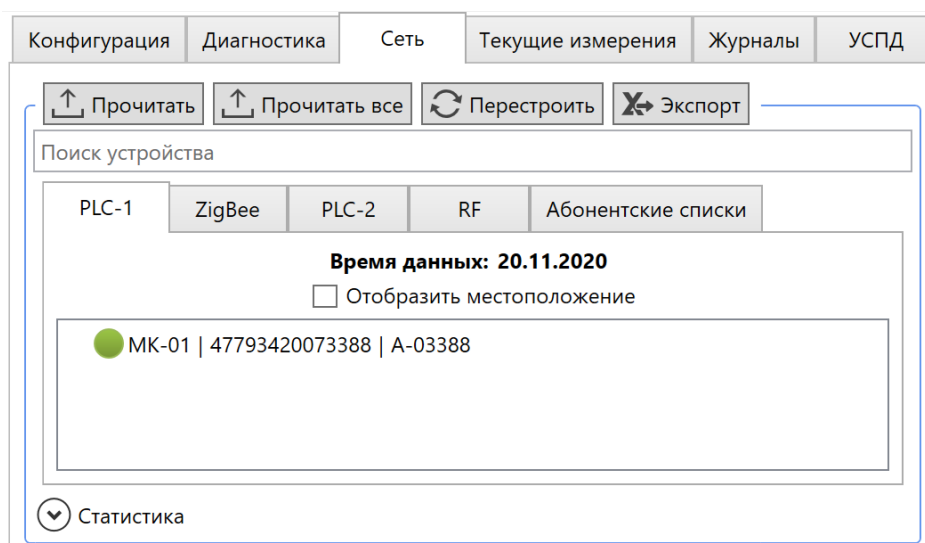 Конфигурация Диагностика Сеть Текущие измерения Журналы УСПД
Прочитать Прочитать все Перестроить Экспорт
Поиск устройства
PLC-1 ZigBee PLC-2 RF Абонентские списки
Время данных: 20.11.2020
Отобразить местоположение
МК-01 | 47793420073388 | А-03388
Статистика